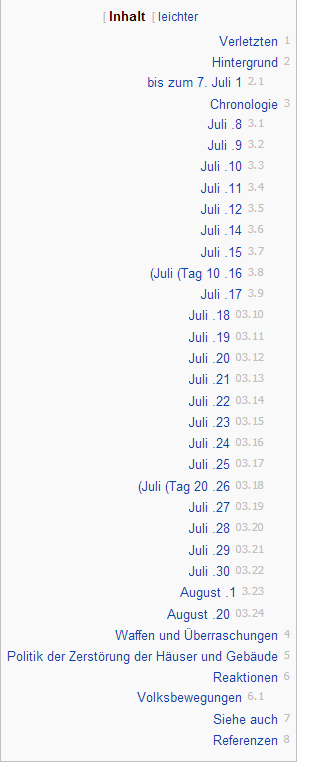 [ Inhalt [ leichter
Verletzten 1
Hintergrund 2
bis zum 7. Juli 1 2.1
Chronologie 3
Juli .8 3.1
Juli .9 3.2
Juli .10 3.3
Juli .11 3.4
Juli .12 3.5
Juli .14 3.6
Juli .15 3.7
(Juli (Tag 10 .16 3.8
Juli .17 3.9
Juli .18 03.10
Juli .19 03.11
Juli .20 03.12
Juli .21 03.13
Juli .22 03.14
Juli .23 03.15
Juli .24 03.16
Juli .25 03.17
(Juli (Tag 20 .26 03.18
Juli .27 03.19
Juli .28 03.20
Juli .29 03.21
Juli .30 03.22
August .1 3.23
August .20 03.24
Waffen und Überraschungen 4
Politik der Zerstörung der Häuser und Gebäude 5
Reaktionen 6
Volksbewegungen 6.1
Siehe auch 7
Referenzen 8